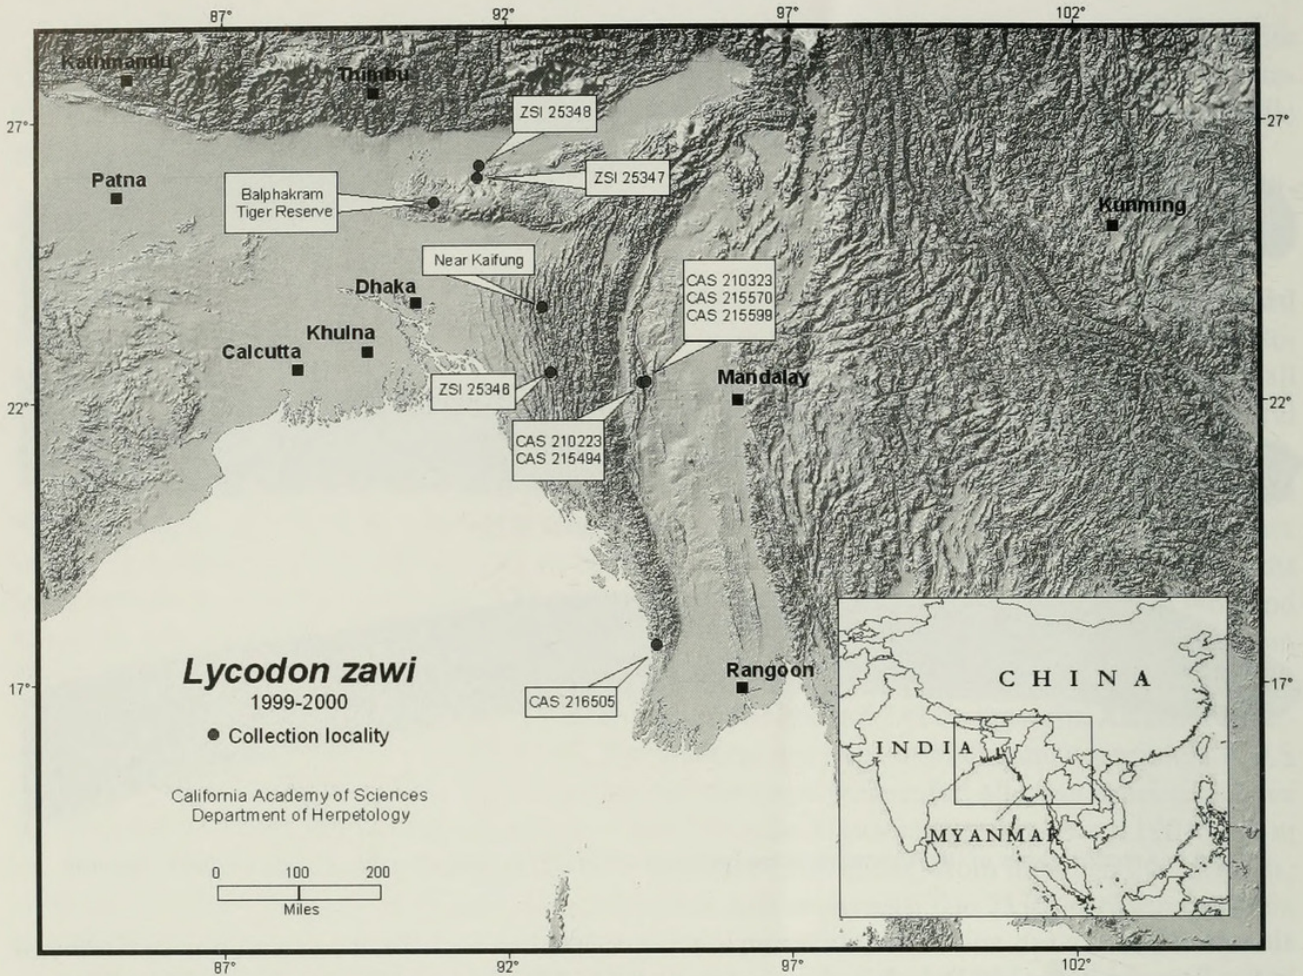 87°
92°
97°
102°
Kathmandu
Thimbu
27°
27°
ZSI 25348
ZSI 25347
Patna
Balphakram
Tiger Reserve
Kunming
Near Kaifung
Dhaka
CAS 210323
CAS 215570
CAS 215599
Khulna
Calcutta
Mandalay
ZSI 25346
22°
22°
CAS 210223
CAS 215494
Lycodon zawi
1999-2000
Collection locality
17°
17°
Rangoon
CAS 216505
California Academy of Sciences
Department of Herpetology
0 100 200
Miles
CHINA
INDIA
MYANMAR
87°
92°
97°
102°